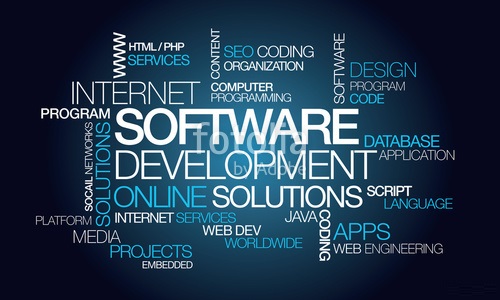 WWW
HTML / PHP
SERVICES
CONTENT
SEO CODING
ORGANIZATION
SOFTWARE
DESIGN
PROGRAM
CODE
INTERNET
COMPUTER
PROGRAMMING
PROGRAM
SOFTWARE
DATABASE
APPLICATION
SOCAIL NETWORKS
SOLUTIONS
DEVELOPMENT
fotolia
by Adobe
ONLINE SOLUTIONS
SCRIPT
LANGUAGE
PLATFORM
INTERNET SERVICES
JAVA
CODING
MEDIA
WEB DEV
APPS
PROJECTS
WORLDWIDE
WEB ENGINEERING
EMBEDDED